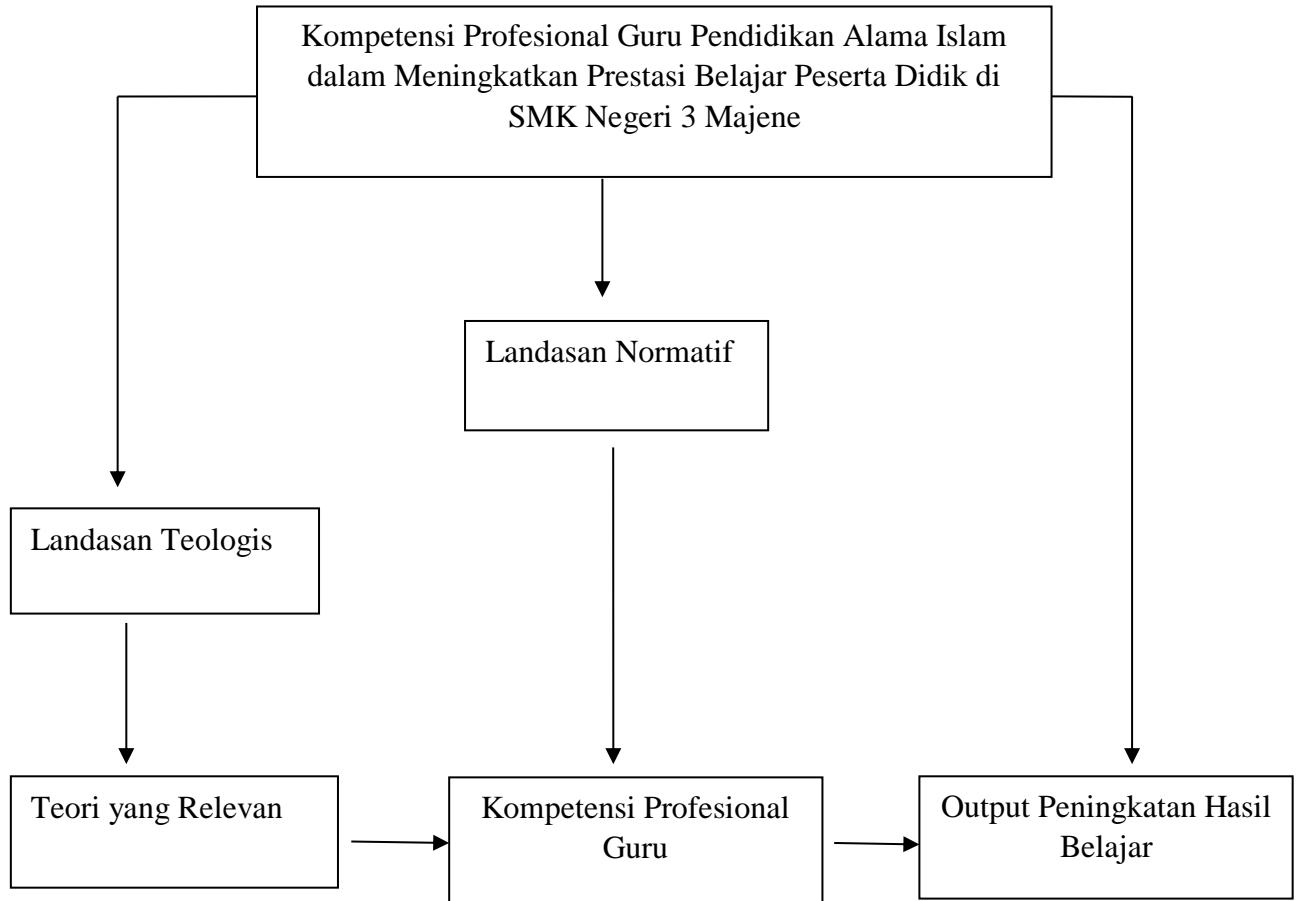 Kompetensi Profesional Guru Pendidikan Alama Islam
dalam Meningkatkan Prestasi Belajar Peserta Didik di
SMK Negeri 3 Majene
Landasan Normatif
Landasan Teologis
Teori yang Relevan
Kompetensi Profesional
Guru
Output Peningkatan Hasil
Belajar